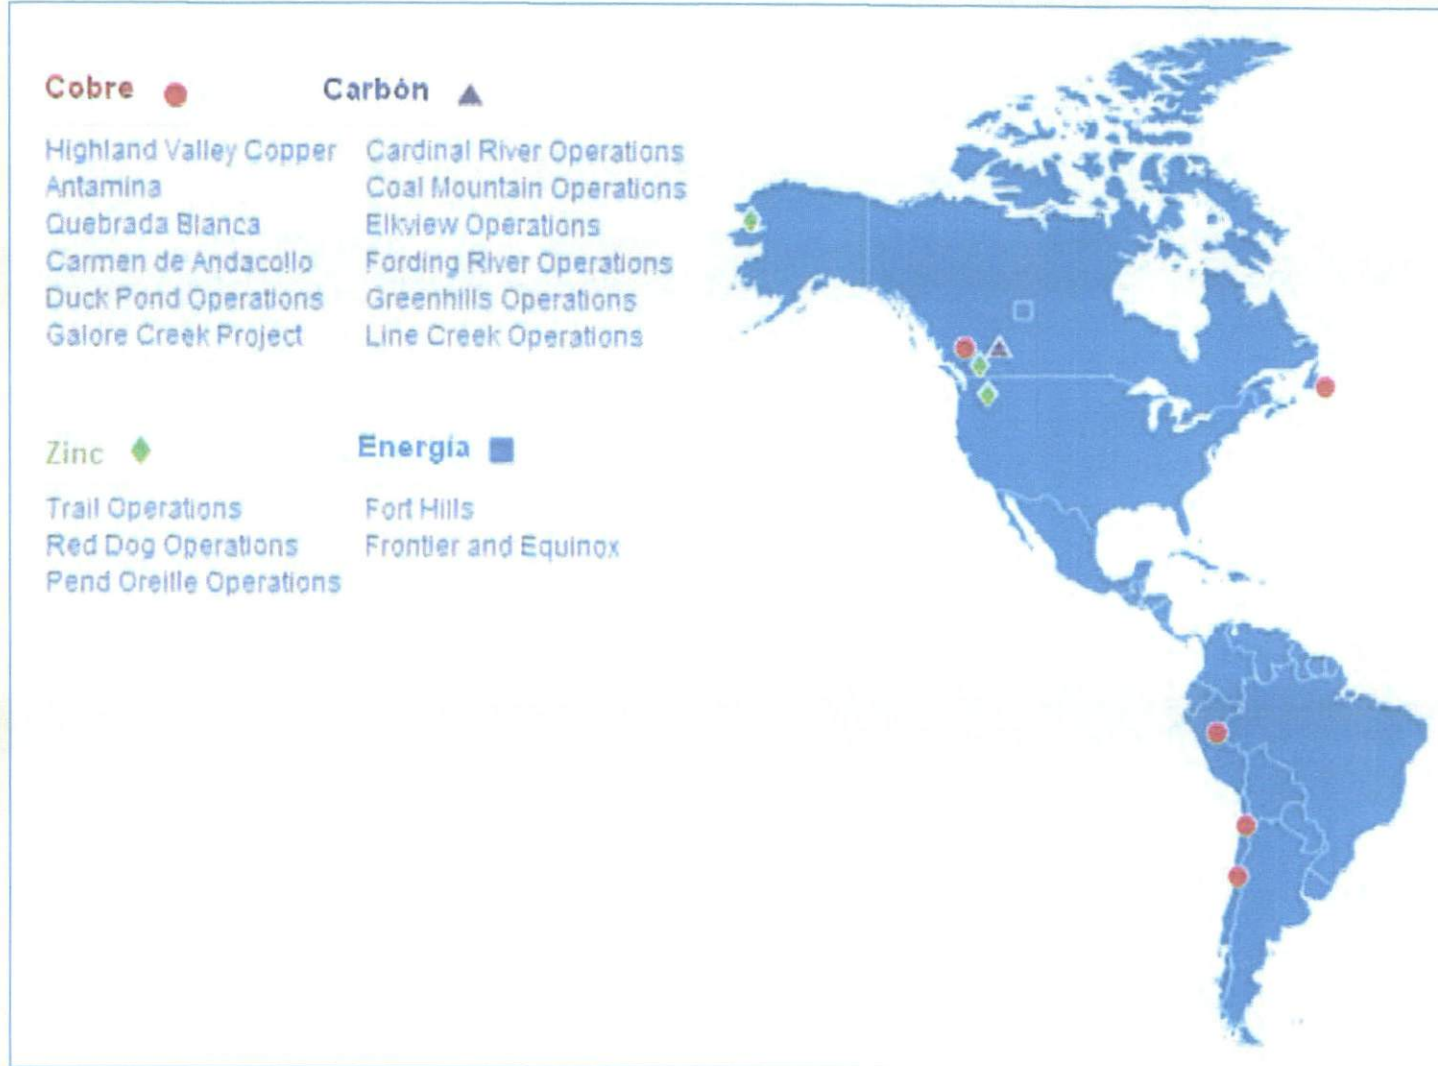 Cobre
Highland Valley Copper
Antamina
Quebrada Blanca
Carmen de Andacollo
Duck Pond Operations
Galore Creek Project
Carbón
Cardinal River Operations
Coal Mountain Operations
Elkview Operations
Fording River Operations
Greenhills Operations
Line Creek Operations
Zinc
Trail Operations
Red Dog Operations
Pend Oreille Operations
Energía
Fort Hills
Frontier and Equinox